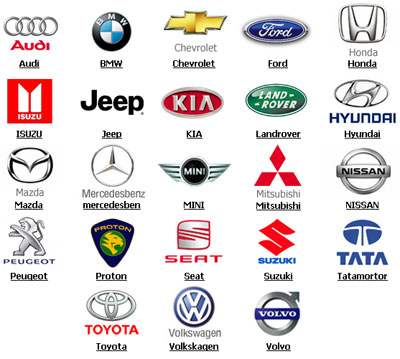 Audi BMW Chevrolet Ford Honda
Audi BMW Chevrolet Ford Honda
ISUZU Jeep KIA LAND ROVER HYUNDAI
ISUZU Jeep KIA Landrover Hyundai
Mazda Mercedesbenz MINI Mitsubishi NISSAN
Mazda mercedesben MINI Mitsubishi NISSAN
PEUGEOT PROTON SEAT SUZUKI TATA
Peugeot Proton Seat Suzuki Tatamortor
TOYOTA Volkswagen VOLVO
Toyota Volkskagen Volvo